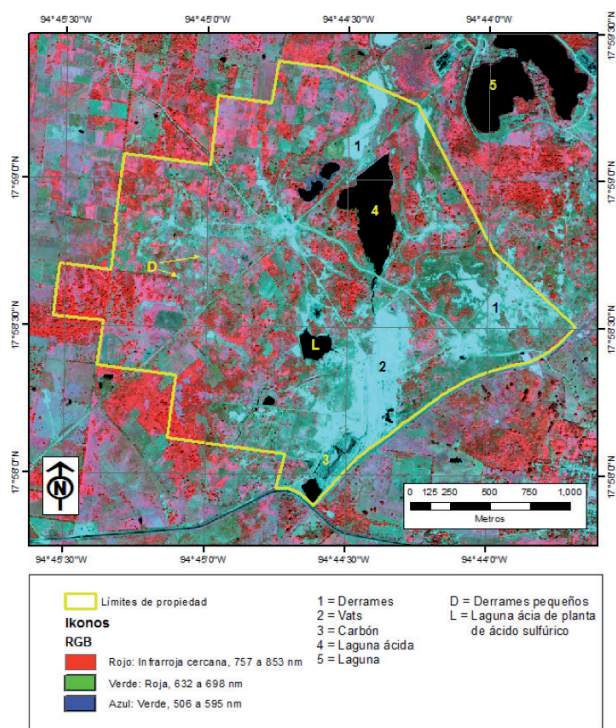 94°45'30"W 94°45'0"W 94°44'30"W 94°44'0"W
17°59'30"N
17°59'0"N 17°59'0"N
17°58'30"N 17°58'30"N
17°58'0"N 17°58'0"N
5
1
4
D
1
L
2
3
N
0 125 250 500 750 1,000
Metros
94°45'30"W 94°45'0"W 94°44'30"W 94°44'0"W
Límites de propiedad
Ikonos
RGB
Rojo: Infrarroja cercana, 757 a 853 nm
Verde: Roja, 632 a 698 nm
Azul: Verde, 506 a 595 nm
1 = Derrames
2 = Vats
3 = Carbón
4 = Laguna ácida
5 = Laguna
D = Derrames pequeños
L = Laguna ácia de planta
de ácido sulfúrico